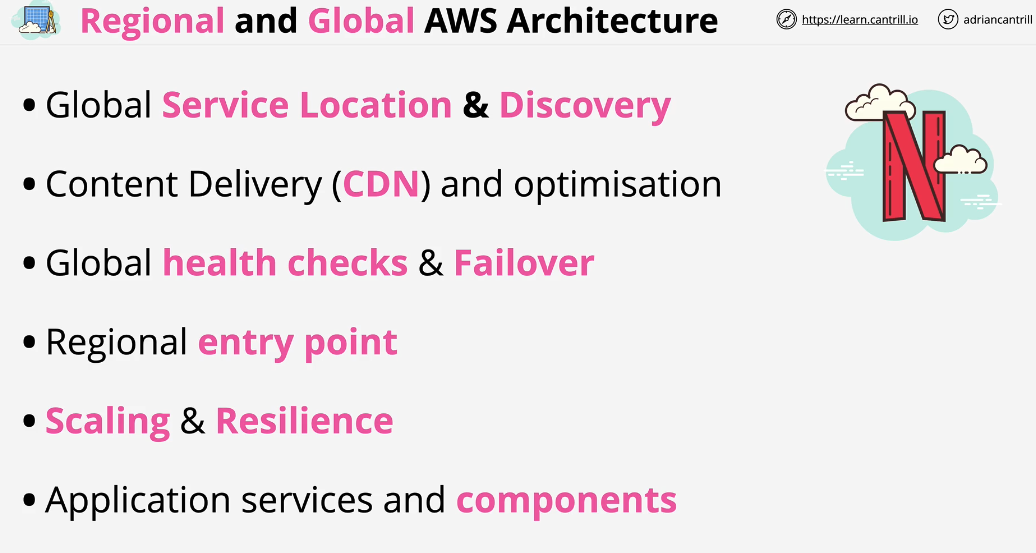 Regional and Global AWS Architecture
https://learn.cantrill.io
adriancantrill
• Global Service Location & Discovery
• Content Delivery (CDN) and optimisation
• Global health checks & Failover
• Regional entry point
• Scaling & Resilience
• Application services and components
N